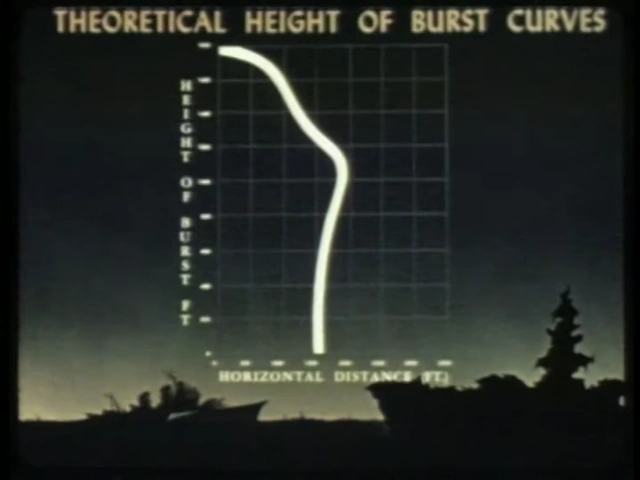 THEORETICAL HEIGHT OF BURST CURVES
HEIGHT OF BURST FT
HORIZONTAL DISTANCE (FT.)